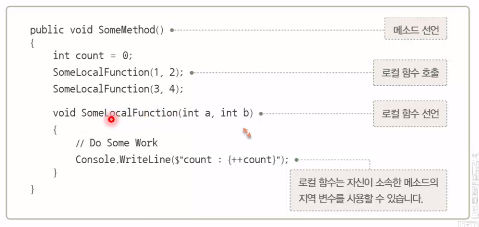 public void SomeMethod()
메소드 선언
{
int count = 0;
SomeLocalFunction(1, 2);
로컬 함수 호출
SomeLocalFunction(3, 4);
void SomeLocalFunction(int a, int b)
로컬 함수 선언
{
// Do Some Work
Console.WriteLine($"count : {++count}");
}
로컬 함수는 자신이 소속한 메소드의
지역 변수를 사용할 수 있습니다.
}